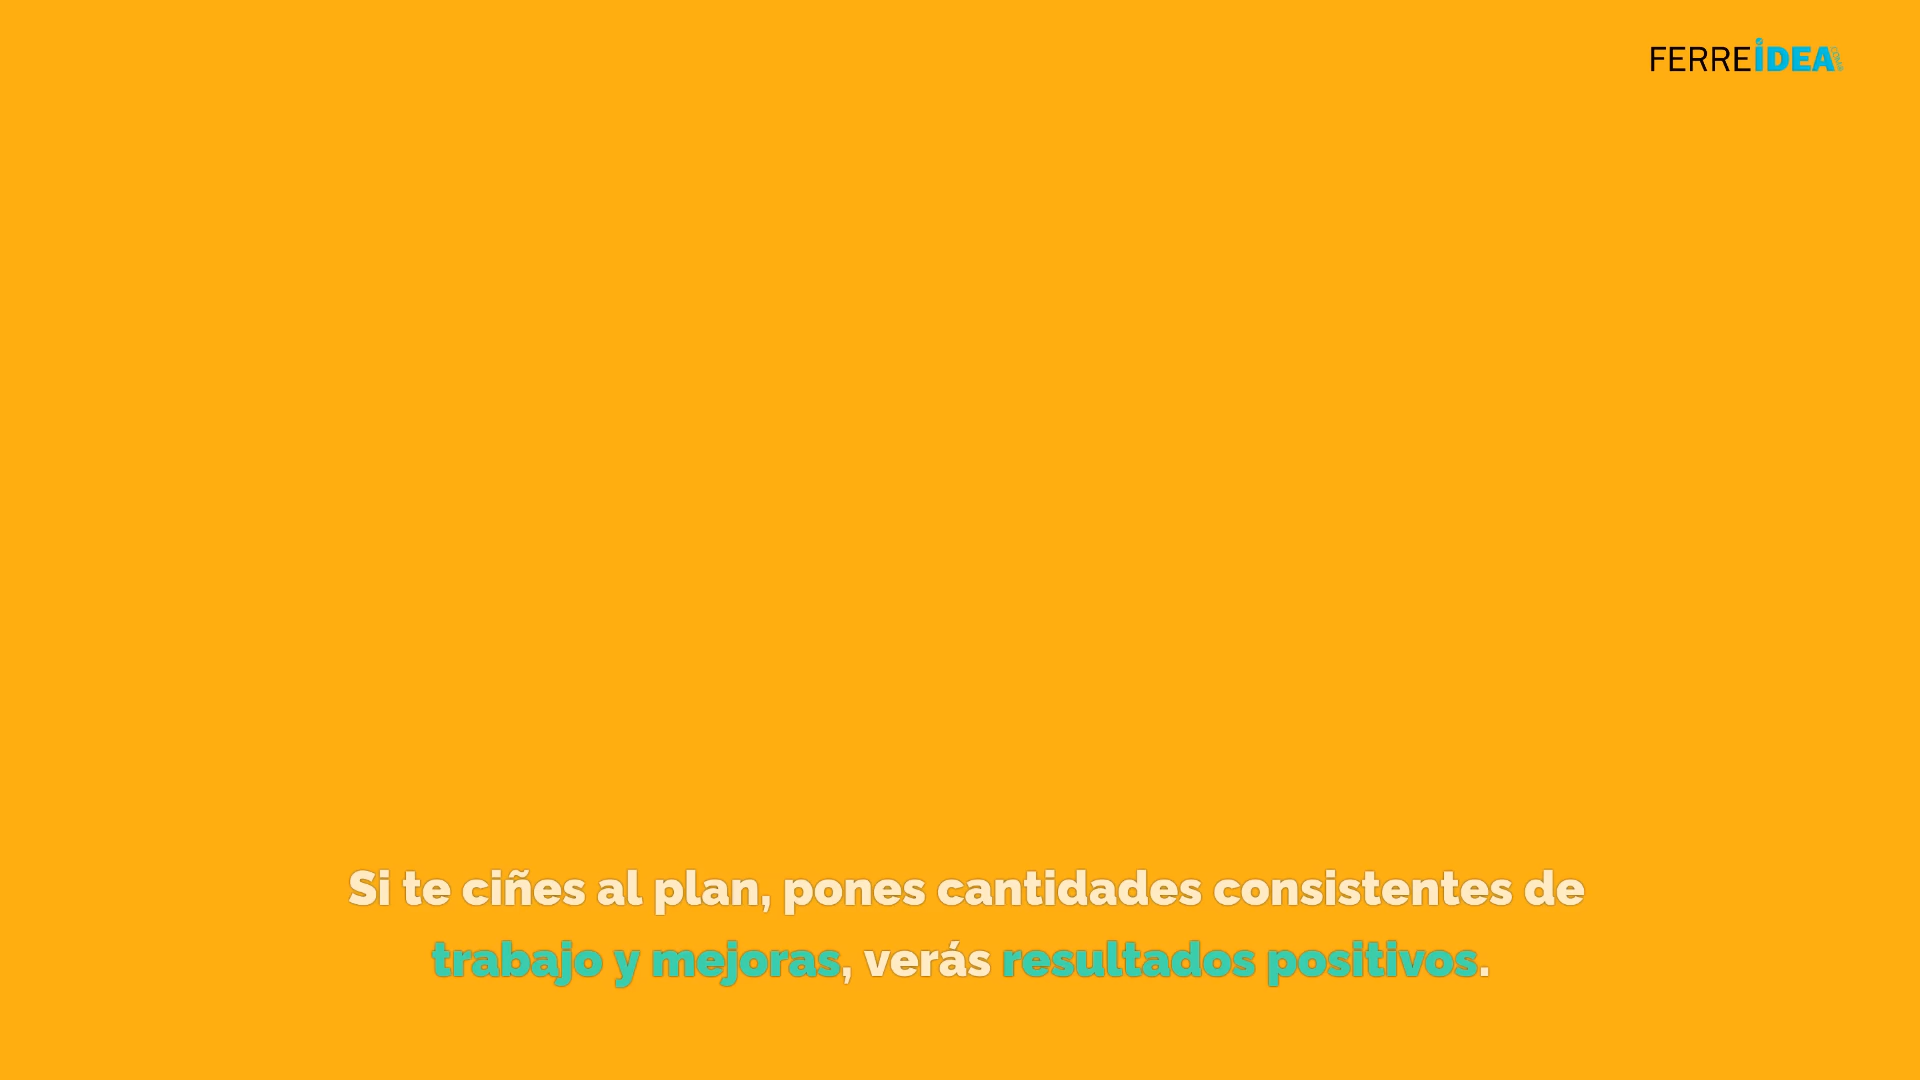 FERREiDEA
Si te ciñes al plan, pones cantidades consistentes de
trabajo y mejoras, verás resultados positivos.